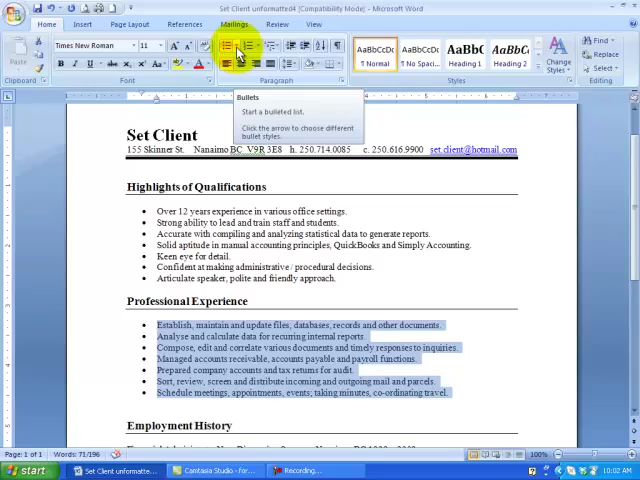 Set Client unformatted4 [Compatibility Mode] - Microsoft Word
Home Insert Page Layout References Mailings Review View
Times New Roman 11
AaBbCcDc AaBbCcDc AaBbC AaBbCc
¶ Normal ¶ No Spaci... Heading 1 Heading 2
Change Styles
Find
Replace
Select
Paste
Clipboard Font Paragraph Styles Editing
Bullets
Start a bulleted list.
Click the arrow to choose different
bullet styles.
Set Client
155 Skinner St. Nanaimo BC V9R 3E8 h. 250.714.0085 c. 250.616.9900 set.client@hotmail.com
Highlights of Qualifications
• Over 12 years experience in various office settings.
• Strong ability to lead and train staff and students.
• Accurate with compiling and analyzing statistical data to generate reports.
• Solid aptitude in manual accounting principles, QuickBooks and Simply Accounting.
• Keen eye for detail.
• Confident at making administrative / procedural decisions.
• Articulate speaker, polite and friendly approach.
Professional Experience
• Establish, maintain and update files, databases, records and other documents.
• Analyse and calculate data for recurring internal reports.
• Compose, edit and correlate various documents and timely responses to inquiries.
• Managed accounts receivable, accounts payable and payroll functions.
• Prepared company accounts and tax returns for audit.
• Sort, review, screen and distribute incoming and outgoing mail and parcels.
• Schedule meetings, appointments, events; taking minutes, co-ordinating travel.
Employment History
Page: 1 of 1 Words: 71/196 100%
start Set Client unformatte... Camtasia Studio - for... Recording... 10:02 AM